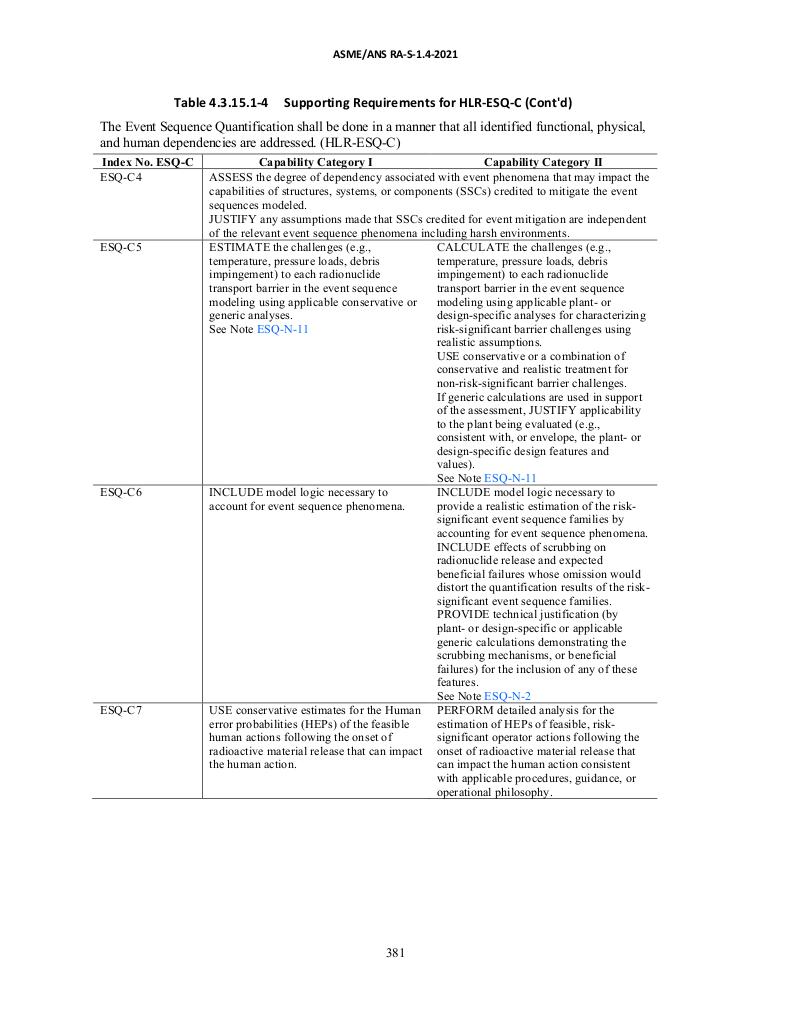 ASME/ANS RA-S-1.4-2021
Table 4.3.15.1-4 Supporting Requirements for HLR-ESQ-C (Cont'd)
The Event Sequence Quantification shall be done in a manner that all identified functional, physical,
and human dependencies are addressed. (HLR-ESQ-C)
Index No. ESQ-C Capability Category I Capability Category II
ESQ-C4
ASSESS the degree of dependency associated with event phenomena that may impact the
capabilities of structures, systems, or components (SSCs) credited to mitigate the event
sequences modeled.
JUSTIFY any assumptions made that SSCs credited for event mitigation are independent
of the relevant event sequence phenomena including harsh environments.
ESQ-C5
ESTIMATE the challenges (e.g.,
temperature, pressure loads, debris
impingement) to each radionuclide
transport barrier in the event sequence
modeling using applicable conservative or
generic analyses.
See Note ESQ-N-11
CALCULATE the challenges (e.g.,
temperature, pressure loads, debris
impingement) to each radionuclide
transport barrier in the event sequence
modeling using applicable plant- or
design-specific analyses for characterizing
risk-significant barrier challenges using
realistic assumptions.
USE conservative or a combination of
conservative and realistic treatment for
non-risk-significant barrier challenges.
If generic calculations are used in support
of the assessment, JUSTIFY applicability
to the plant being evaluated (e.g.,
consistent with, or envelope, the plant- or
design-specific design features and
values).
See Note ESQ-N-11
ESQ-C6
INCLUDE model logic necessary to
account for event sequence phenomena.
INCLUDE model logic necessary to
provide a realistic estimation of the risk-
significant event sequence families by
accounting for event sequence phenomena.
INCLUDE effects of scrubbing on
radionuclide release and expected
beneficial failures whose omission would
distort the quantification results of the risk-
significant event sequence families.
PROVIDE technical justification (by
plant- or design-specific or applicable
generic calculations demonstrating the
scrubbing mechanisms, or beneficial
failures) for the inclusion of any of these
features.
See Note ESQ-N-2
ESQ-C7
USE conservative estimates for the Human
error probabilities (HEPs) of the feasible
human actions following the onset of
radioactive material release that can impact
the human action.
PERFORM detailed analysis for the
estimation of HEPs of feasible, risk-
significant operator actions following the
onset of radioactive material release that
can impact the human action consistent
with applicable procedures, guidance, or
operational philosophy.
381